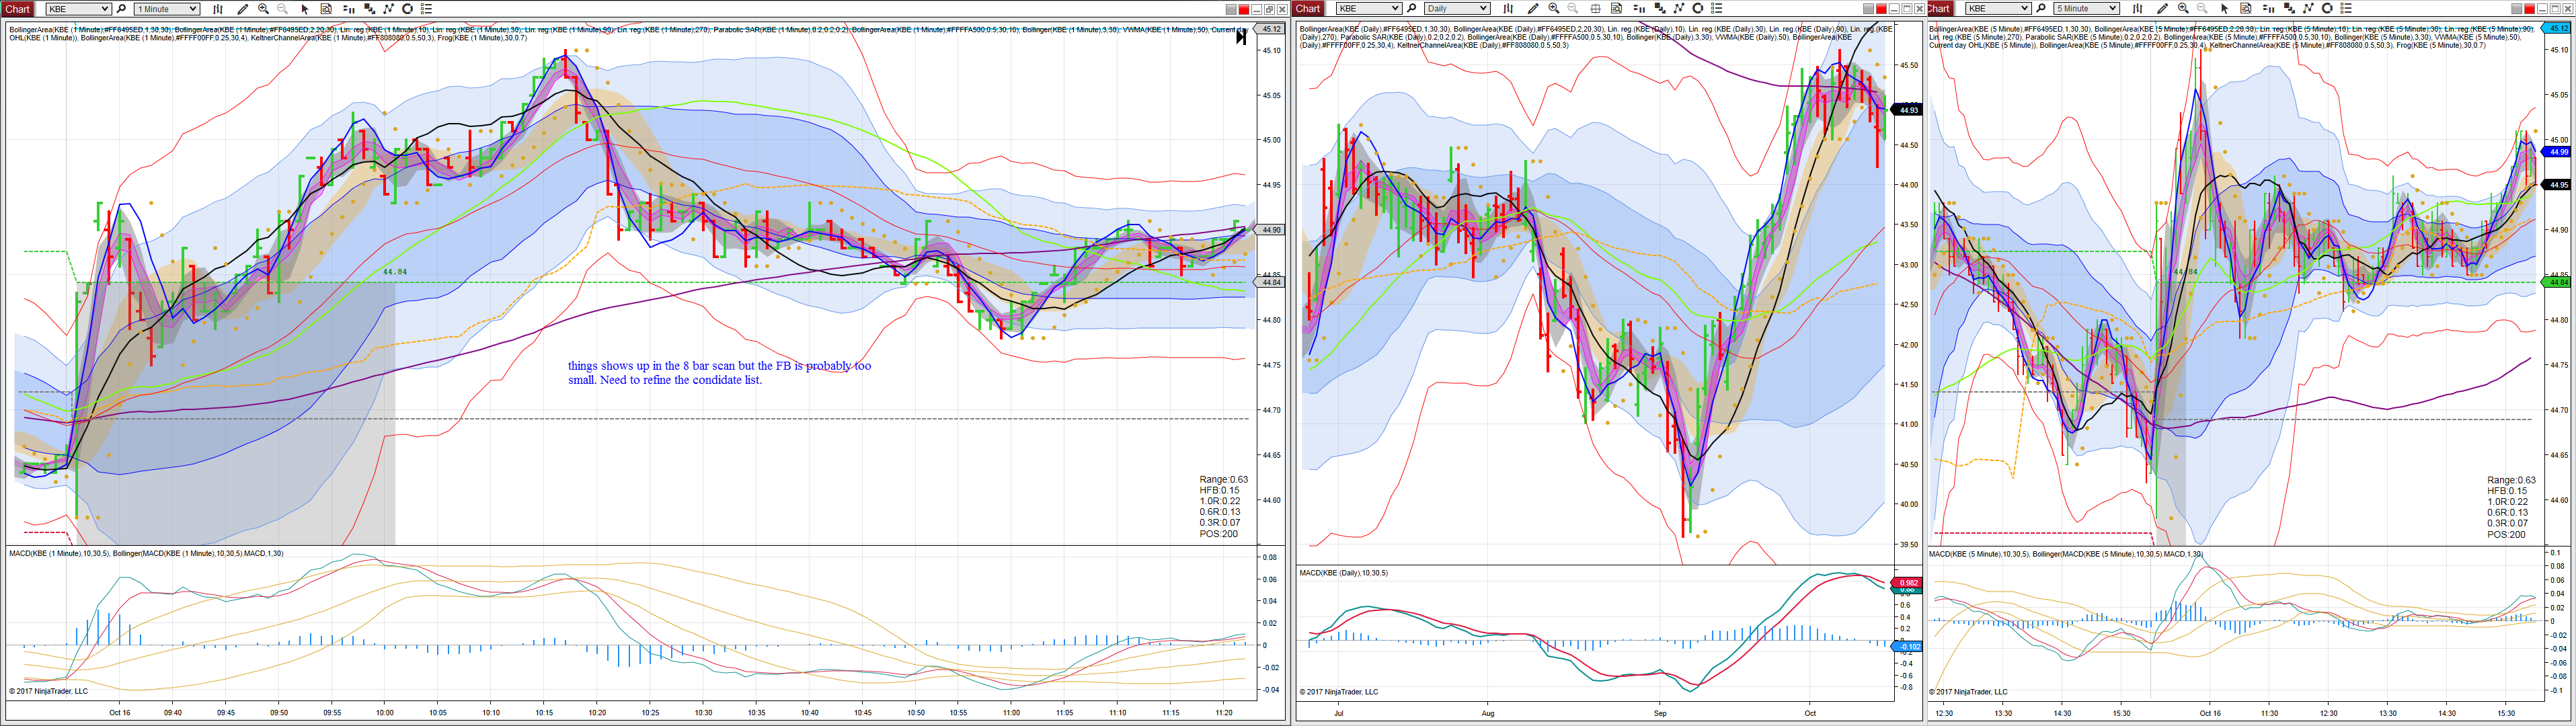 Chart KBE 1 Minute
BollingerArea(KBE (1 Minute),#FF6495ED,1,30,30), BollingerArea(KBE (1 Minute),#FF6495ED,2,20,30), Lin. reg.(KBE (1 Minute),10), Lin. reg.(KBE (1 Minute),30), Lin. reg.(KBE (1 Minute),90), Lin. reg.(KBE (1 Minute),270), Parabolic SAR(KBE (1 Minute),0.2,0.02,0.2), BollingerArea(KBE (1 Minute),#FFFFA500,0.5,30,10), Bollinger(KBE (1 Minute),3,30), VWMA(KBE (1 Minute),50), Current day
OHL(KBE (1 Minute)), BollingerArea(KBE (1 Minute),#FFFF00FF,0.25,30,4), KeltnerChannelArea(KBE (1 Minute),#FF808080,0.5,50,3), Frog(KBE (1 Minute),30,0.7)
45.12
45.10
45.05
45.00
44.95
44.90
44.85
44.84
44.80
44.75
44.70
44.65
44.60
44.84
things shows up in the 8 bar scan but the FB is probably too
small. Need to refine the condidate list.
Range:0.63
HFB:0.15
1.0R:0.22
0.6R:0.13
0.3R:0.07
POS:200
MACD(KBE (1 Minute),10,30,5), Bollinger(MACD(KBE (1 Minute),10,30,5).MACD,1,30)
0.08
0.06
0.04
0.02
0
-0.02
-0.04
© 2017 NinjaTrader, LLC
Oct 16 09:40 09:45 09:50 09:55 10:00 10:05 10:10 10:15 10:20 10:25 10:30 10:35 10:40 10:45 10:50 10:55 11:00 11:05 11:10 11:15 11:20
Chart KBE Daily
BollingerArea(KBE (Daily),#FF6495ED,1,30,30), BollingerArea(KBE (Daily),#FF6495ED,2,20,30), Lin. reg.(KBE (Daily),10), Lin. reg.(KBE (Daily),30), Lin. reg.(KBE (Daily),90), Lin. reg.(KBE
(Daily),270), Parabolic SAR(KBE (Daily),0.2,0.02,0.2), BollingerArea(KBE (Daily),#FFFFA500,0.5,30,10), Bollinger(KBE (Daily),3,30), VWMA(KBE (Daily),50), BollingerArea(KBE
(Daily),#FFFF00FF,0.25,30,4), KeltnerChannelArea(KBE (Daily),#FF808080,0.5,50,3)
45.50
44.93
44.50
44.00
43.50
43.00
42.50
42.00
41.50
41.00
40.50
40.00
39.50
MACD(KBE (Daily),10,30,5)
0.982
0.6
0.4
0.2
0
-0.102
-0.4
-0.6
-0.8
© 2017 NinjaTrader, LLC
Jul Aug Sep Oct
Chart KBE 5 Minute
BollingerArea(KBE (5 Minute),#FF6495ED,1,30,30), BollingerArea(KBE (5 Minute),#FF6495ED,2,20,30), Lin. reg.(KBE (5 Minute),10), Lin. reg.(KBE (5 Minute),30), Lin. reg.(KBE (5 Minute),90),
Lin. reg.(KBE (5 Minute),270), Parabolic SAR(KBE (5 Minute),0.2,0.02,0.2), BollingerArea(KBE (5 Minute),#FFFFA500,0.5,30,10), Bollinger(KBE (5 Minute),3,30), VWMA(KBE (5 Minute),50),
Current day OHL(KBE (5 Minute)), BollingerArea(KBE (5 Minute),#FFFF00FF,0.25,30,4), KeltnerChannelArea(KBE (5 Minute),#FF808080,0.5,50,3), Frog(KBE (5 Minute),30,0.7)
45.12
45.10
45.05
45.00
44.99
44.95
44.90
44.85
44.84
44.80
44.75
44.70
44.65
44.60
44.84
Range:0.63
HFB:0.15
1.0R:0.22
0.6R:0.13
0.3R:0.07
POS:200
MACD(KBE (5 Minute),10,30,5), Bollinger(MACD(KBE (5 Minute),10,30,5).MACD,1,30)
0.1
0.08
0.06
0.04
0.02
0
-0.02
-0.04
-0.06
-0.08
-0.1
© 2017 NinjaTrader, LLC
12:30 13:30 14:30 15:30 Oct 16 11:30 12:30 13:30 14:30 15:30